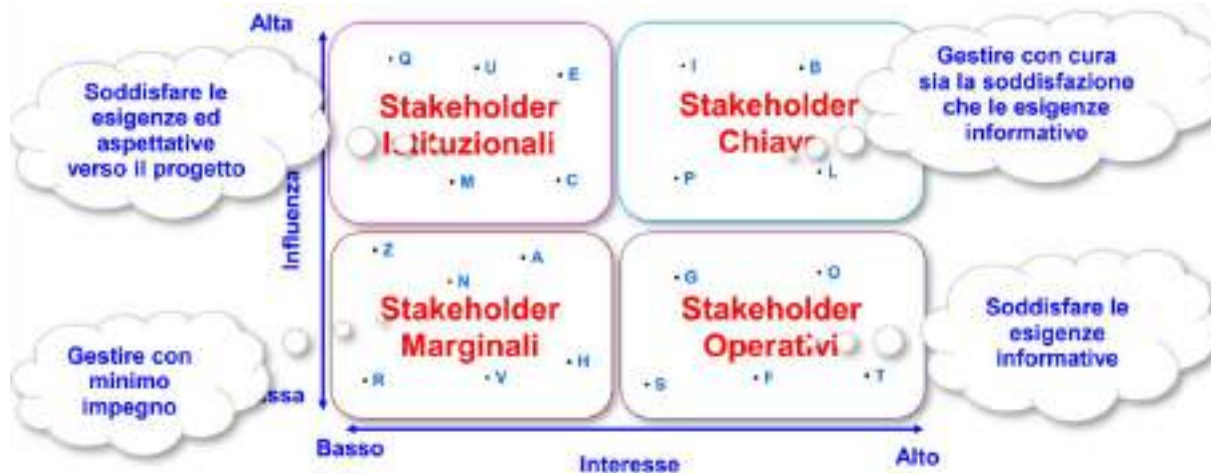 Alta
Soddisfare le
esigenze ed
aspettative
verso il progetto
Q
U
E
Stakeholder
Istituzionali
M
C
I
B
Stakeholder
Chiave
P
L
Gestire con cura
sia la soddisfazione
che le esigenze
informative
Influenza
Z
A
N
Stakeholder
Marginali
H
R
V
G
O
Stakeholder
Operativi
S
F
T
Soddisfare le
esigenze
informative
Gestire con
minimo
impegno
ssa
Basso
Interesse
Alto